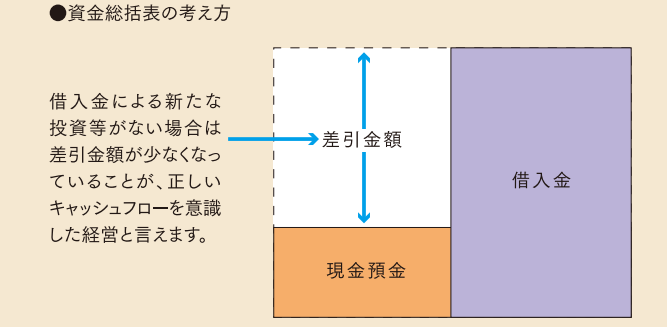 ●資金総括表の考え方
借入金による新たな
投資等がない場合は
差引金額が少なくなっ
ていることが、正しい
キャッシュフローを意識
した経営と言えます。
差引金額
借入金
現金預金